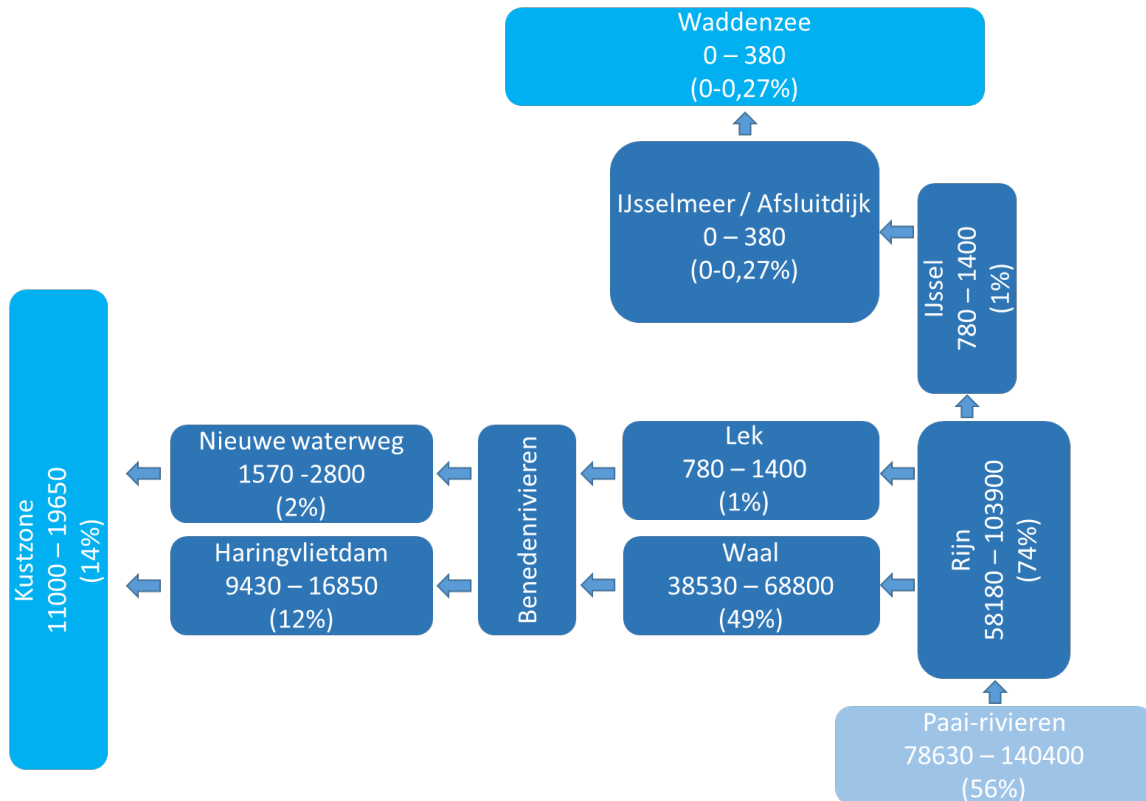 Waddenzee
0 – 380
(0-0,27%)
IJsselmeer / Afsluitdijk
0 – 380
(0-0,27%)
IJssel
780 – 1400
(1%)
Kustzone
11000 – 19650
(14%)
Nieuwe waterweg
1570 -2800
(2%)
Haringvlietdam
9430 – 16850
(12%)
Benedenrivieren
Lek
780 – 1400
(1%)
Waal
38530 – 68800
(49%)
Rijn
58180 – 103900
(74%)
Paai-rivieren
78630 – 140400
(56%)